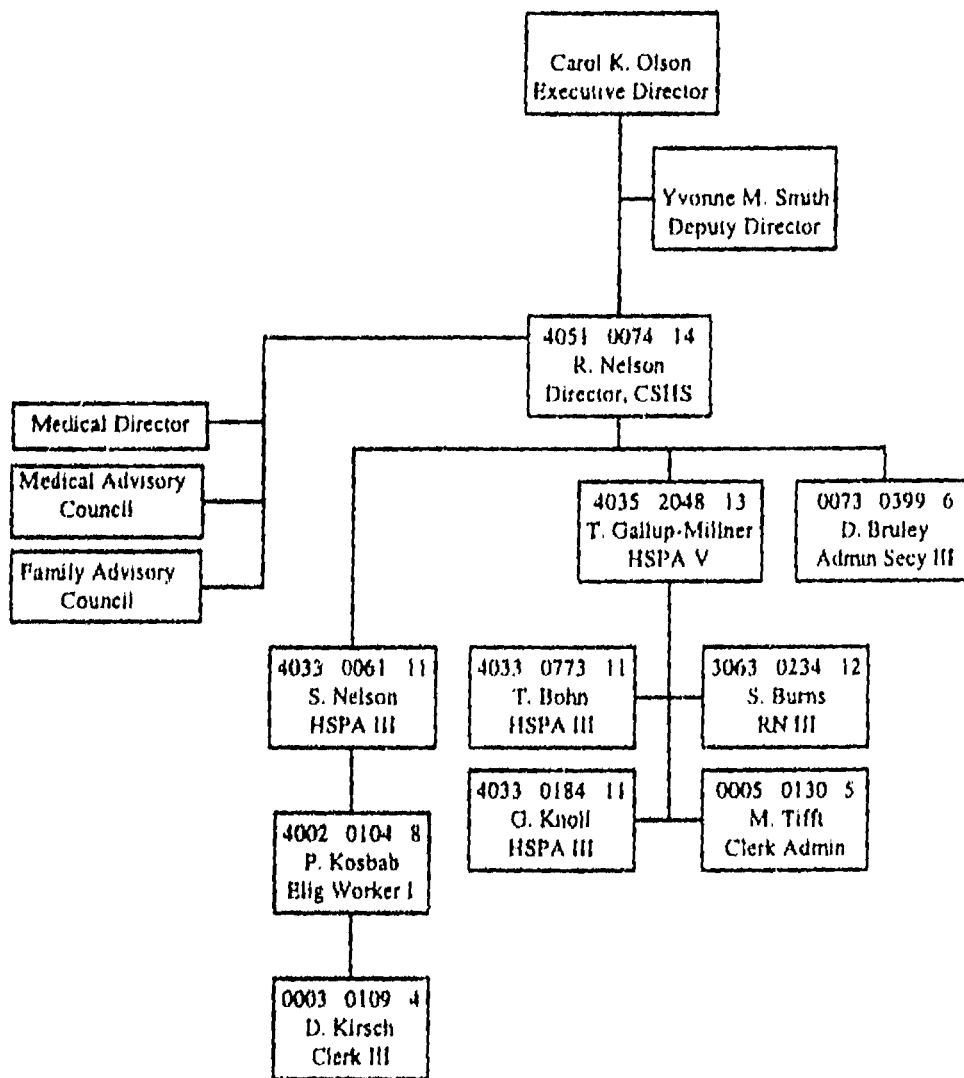 Carol K. Olson
Executive Director
Yvonne M. Smith
Deputy Director
4051 0074 14
R. Nelson
Director, CSHS
Medical Director
Medical Advisory
Council
Family Advisory
Council
4035 2048 13
T. Gallup-Millner
HSPA V
0073 0399 6
D. Bruley
Admin Secy III
4033 0061 11
S. Nelson
HSPA III
4033 0773 11
T. Bohn
HSPA III
3063 0234 12
S. Burns
RN III
4033 0184 11
G. Knoll
HSPA III
0005 0130 5
M. Tifft
Clerk Admin
4002 0104 8
P. Kosbab
Elig Worker I
0003 0109 4
D. Kirsch
Clerk III